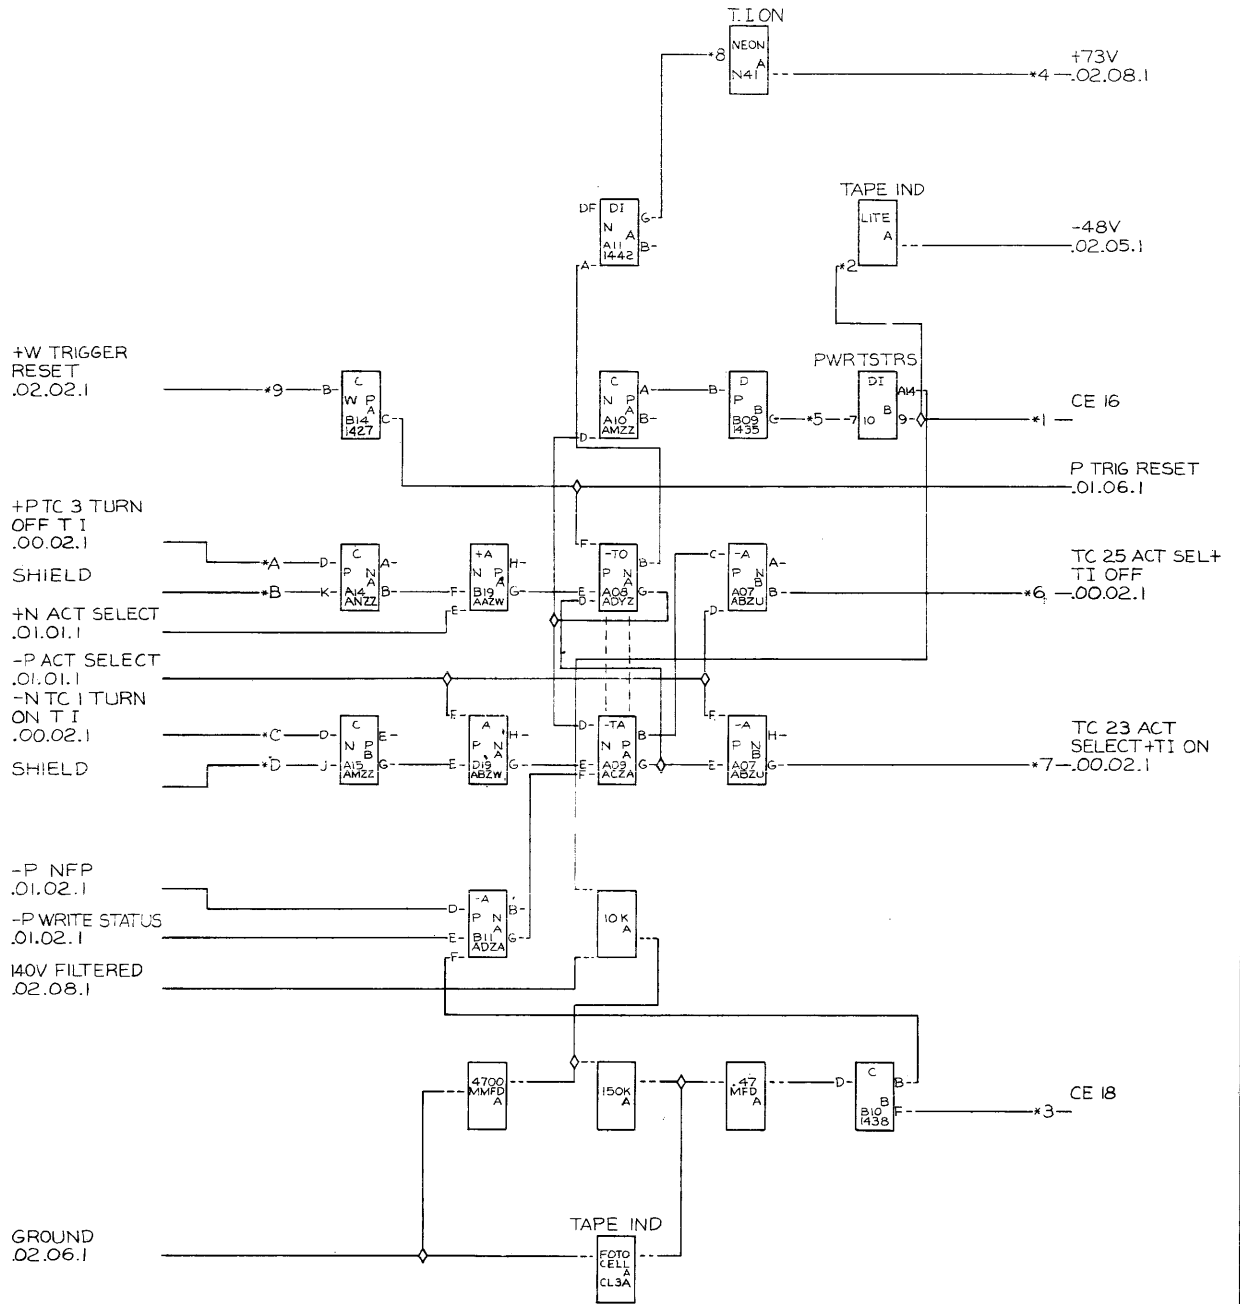 T.I ON
NEON
A
N41
*8
+73V
*4 .02.08.1
TAPE IND
LITE
A
*2
-48V
.02.05.1
DF
DI
N
A
A11
1442
G
B
A
+W TRIGGER
RESET
.02.02.1
*9
B
C
W P
A
B14
1427
C
C
N P
A
A10
AMZZ
A
B
D
B
D
P
B
B09
1435
C
*5
PWRTSTRS
7
DI
B
10
A14
9
*1
CE 16
P TRIG RESET
.01.06.1
+P TC 3 TURN
OFF T I
.00.02.1
SHIELD
*A
*B
D
K
C
P N
A
A14
ANZZ
A
B
F
E
+A
N P
A
B19
AAZW
H
G
F
E
D
-TO
P N
A
A08
ADYZ
B
G
C
D
-A
P N
B
A07
ABZU
A
B
*6
TC 25 ACT SEL+
TI OFF
.00.02.1
+N ACT SELECT
.01.01.1
-P ACT SELECT
.01.01.1
-N TC 1 TURN
ON T I
.00.02.1
SHIELD
*C
*D
D
J
C
N P
B
A15
AMZZ
E
G
F
E
A
P N
A
D19
ABZW
H
G
D
E
F
-TA
N P
A
A09
ACZA
B
G
F
E
-A
P N
B
A07
ABZU
H
G
*7
TC 23 ACT
SELECT+TI ON
.00.02.1
-P NFP
.01.02.1
-P WRITE STATUS
.01.02.1
D
E
F
-A
P N
A
B11
ADZA
B
G
10K
A
140V FILTERED
.02.08.1
4700
MMFD
A
150K
A
.47
MFD
A
D
C
B
B10
1438
B
F
*3
CE 18
GROUND
.02.06.1
TAPE IND
FOTO
CELL
A
CL3A